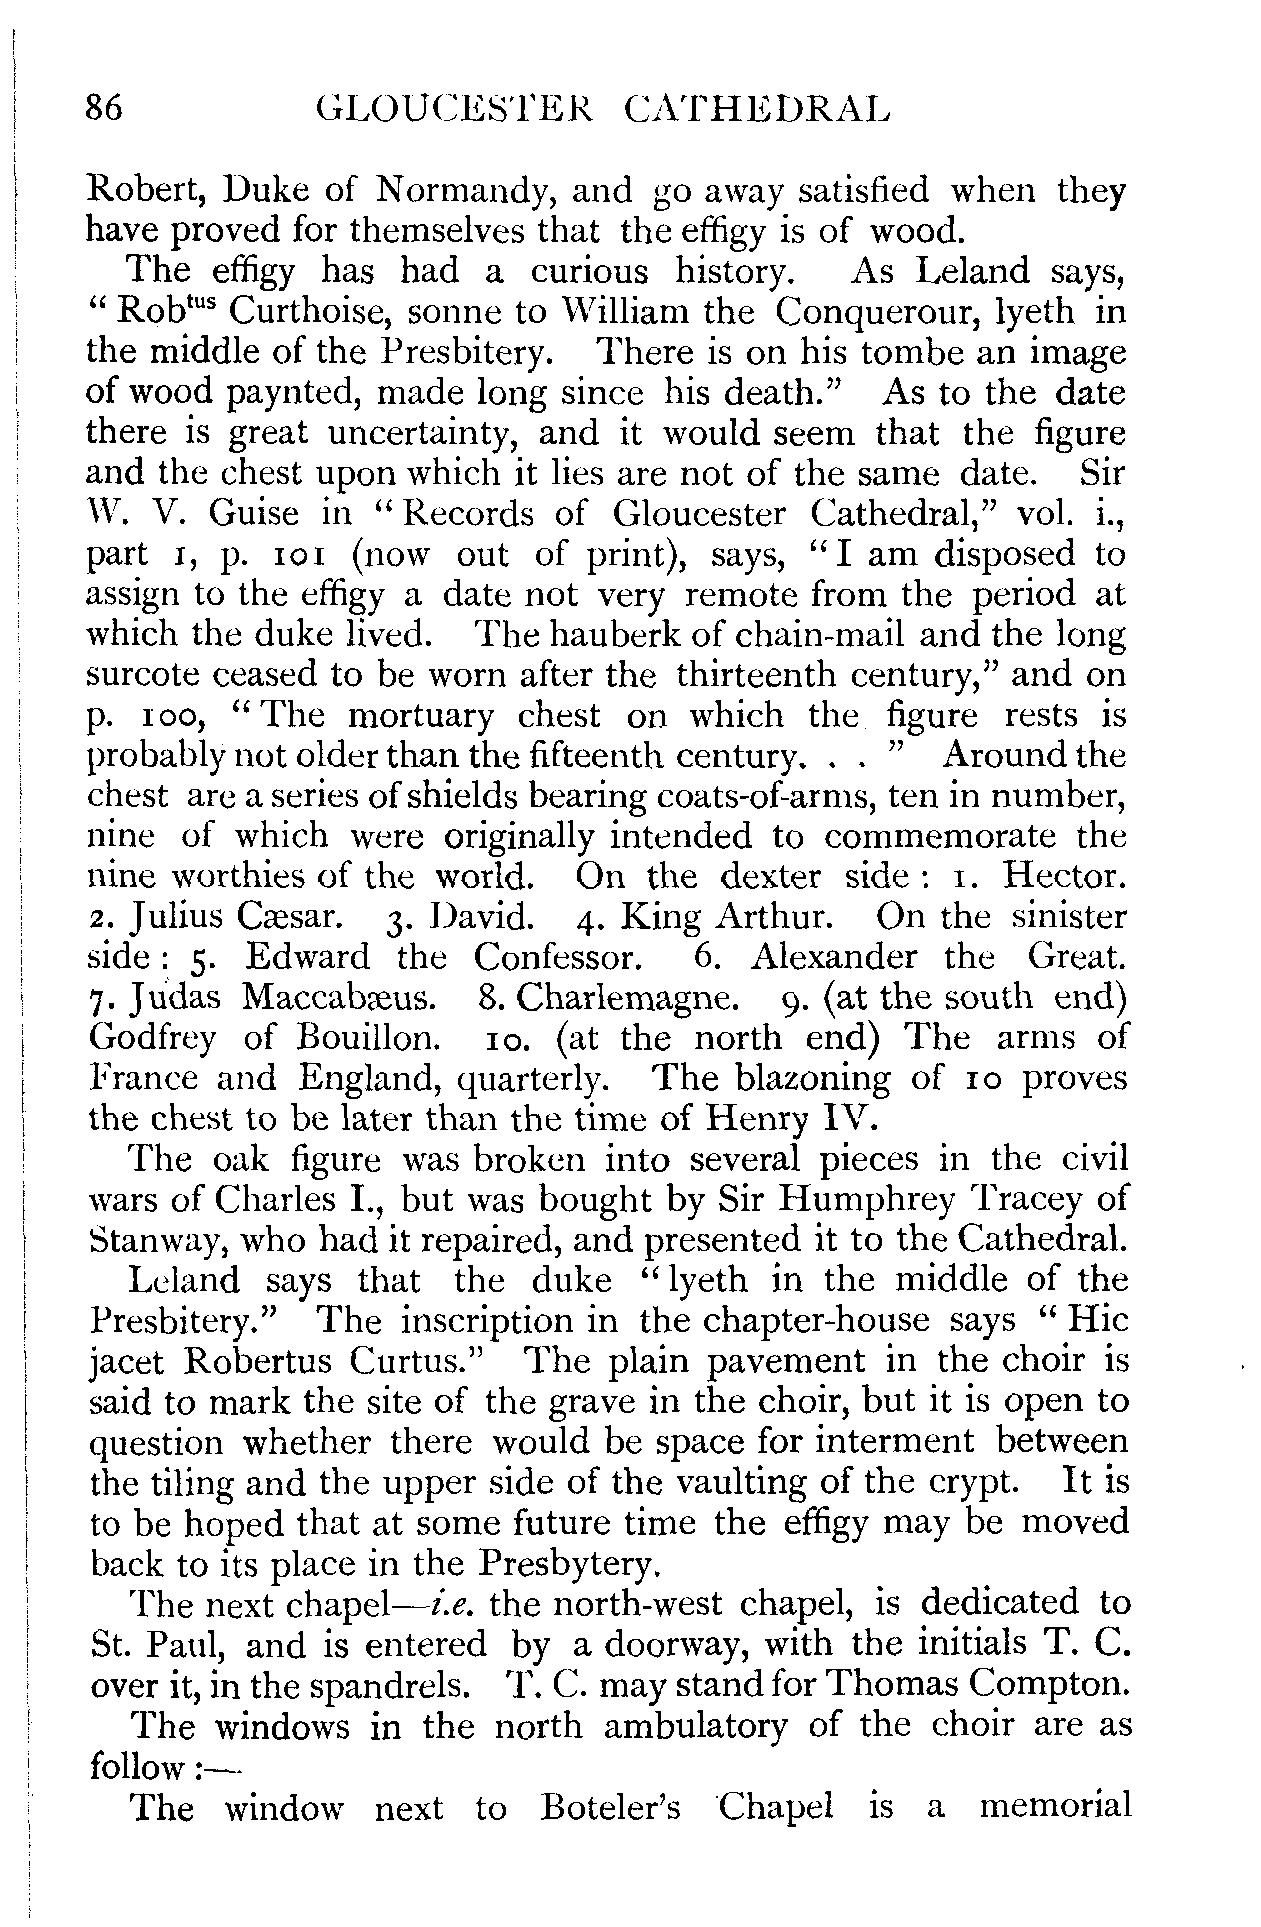 86 GLOUCESTER CATHEDRAL
Robert, Duke of Normandy, and go away satisfied when they
have proved for themselves that the effigy is of wood.
The effigy has had a curious history. As Leland says,
“ Robtus Curthoise, sonne to William the Conquerour, lyeth in
the middle of the Presbitery. There is on his tombe an image
of wood paynted, made long since his death.” As to the date
there is great uncertainty, and it would seem that the figure
and the chest upon which it lies are not of the same date. Sir
W. V. Guise in “ Records of Gloucester Cathedral,” vol. i.,
part 1, p. 101 (now out of print), says, “ I am disposed to
assign to the effigy a date not very remote from the period at
which the duke lived. The hauberk of chain-mail and the long
surcote ceased to be worn after the thirteenth century,” and on
p. 100, “ The mortuary chest on which the figure rests is
probably not older than the fifteenth century. . . ” Around the
chest are a series of shields bearing coats-of-arms, ten in number,
nine of which were originally intended to commemorate the
nine worthies of the world. On the dexter side : 1. Hector.
2. Julius Cæsar. 3. David. 4. King Arthur. On the sinister
side : 5. Edward the Confessor. 6. Alexander the Great.
7. Judas Maccabæus. 8. Charlemagne. 9. (at the south end)
Godfrey of Bouillon. 10. (at the north end) The arms of
France and England, quarterly. The blazoning of 10 proves
the chest to be later than the time of Henry IV.
The oak figure was broken into several pieces in the civil
wars of Charles I., but was bought by Sir Humphrey Tracey of
Stanway, who had it repaired, and presented it to the Cathedral.
Leland says that the duke “ lyeth in the middle of the
Presbitery.” The inscription in the chapter-house says “ Hic
jacet Robertus Curtus.” The plain pavement in the choir is
said to mark the site of the grave in the choir, but it is open to
question whether there would be space for interment between
the tiling and the upper side of the vaulting of the crypt. It is
to be hoped that at some future time the effigy may be moved
back to its place in the Presbytery.
The next chapel—i.e. the north-west chapel, is dedicated to
St. Paul, and is entered by a doorway, with the initials T. C.
over it, in the spandrels. T. C. may stand for Thomas Compton.
The windows in the north ambulatory of the choir are as
follow :—
The window next to Boteler's Chapel is a memorial